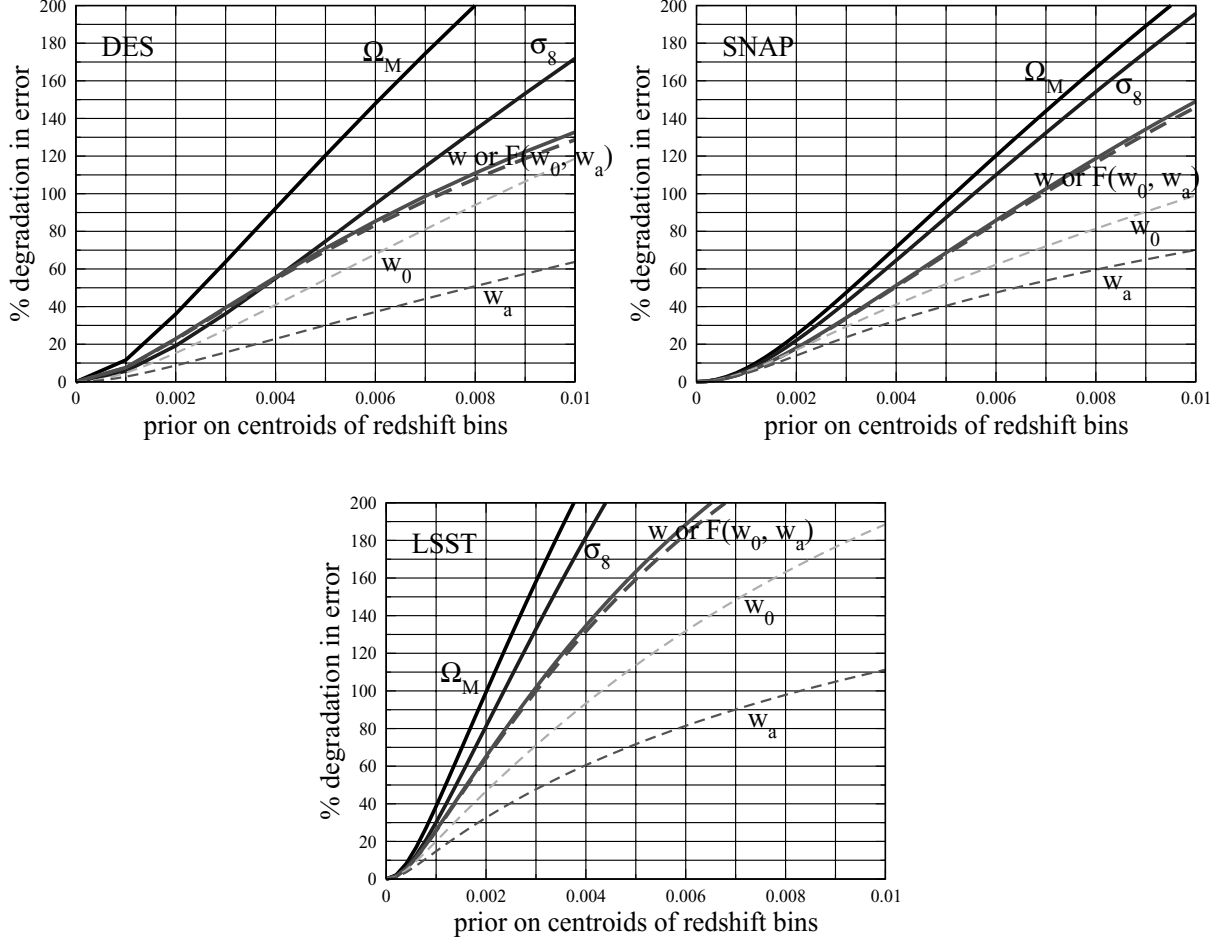 200
180
160
140
120
100
80
60
40
20
0
% degradation in error
DES
Ω_M
σ_8
w or F(w_0, w_a)
w_0
w_a
0 0.002 0.004 0.006 0.008 0.01
prior on centroids of redshift bins
200
180
160
140
120
100
80
60
40
20
0
% degradation in error
SNAP
Ω_M
σ_8
w or F(w_0, w_a)
w_0
w_a
0 0.002 0.004 0.006 0.008 0.01
prior on centroids of redshift bins
200
180
160
140
120
100
80
60
40
20
0
% degradation in error
LSST
w or F(w_0, w_a)
σ_8
w_0
Ω_M
w_a
0 0.002 0.004 0.006 0.008 0.01
prior on centroids of redshift bins